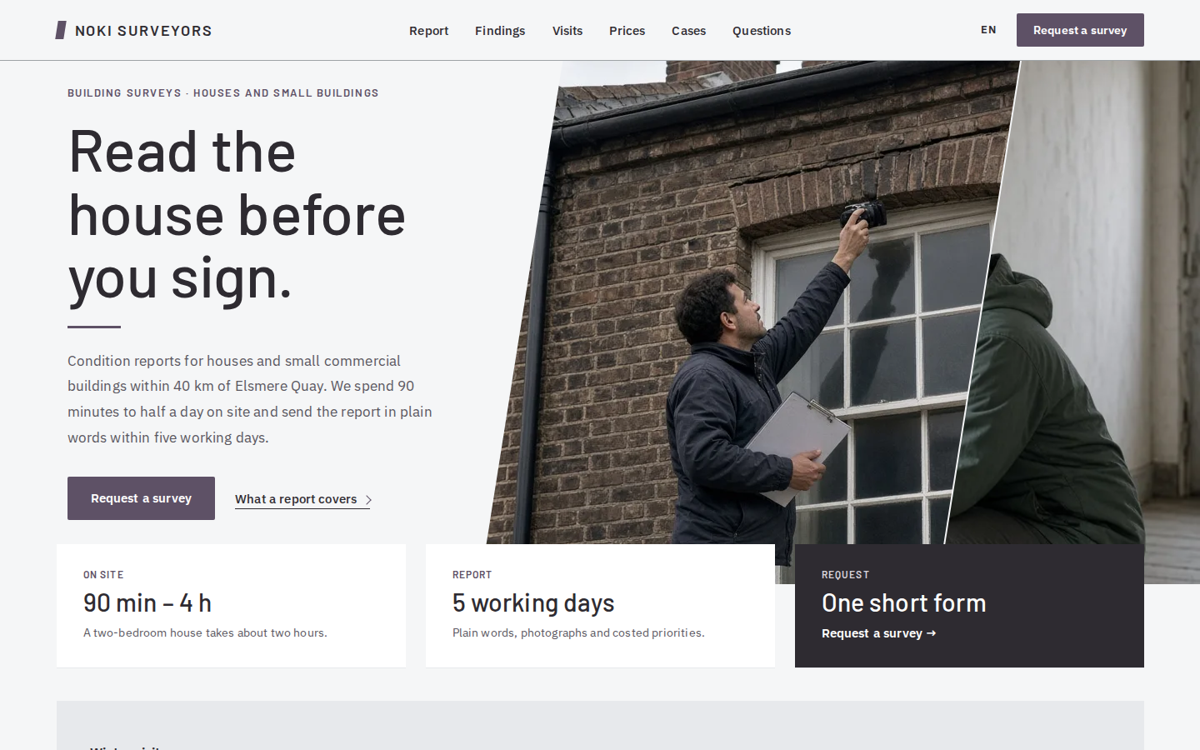 NOKI SURVEYORS
Report
Findings
Visits
Prices
Cases
Questions
EN
Request a survey
BUILDING SURVEYS · HOUSES AND SMALL BUILDINGS
Read the
house before
you sign.
Condition reports for houses and small commercial
buildings within 40 km of Elsmere Quay. We spend 90
minutes to half a day on site and send the report in plain
words within five working days.
Request a survey
What a report covers
ON SITE
90 min – 4 h
A two-bedroom house takes about two hours.
REPORT
5 working days
Plain words, photographs and costed priorities.
REQUEST
One short form
Request a survey →